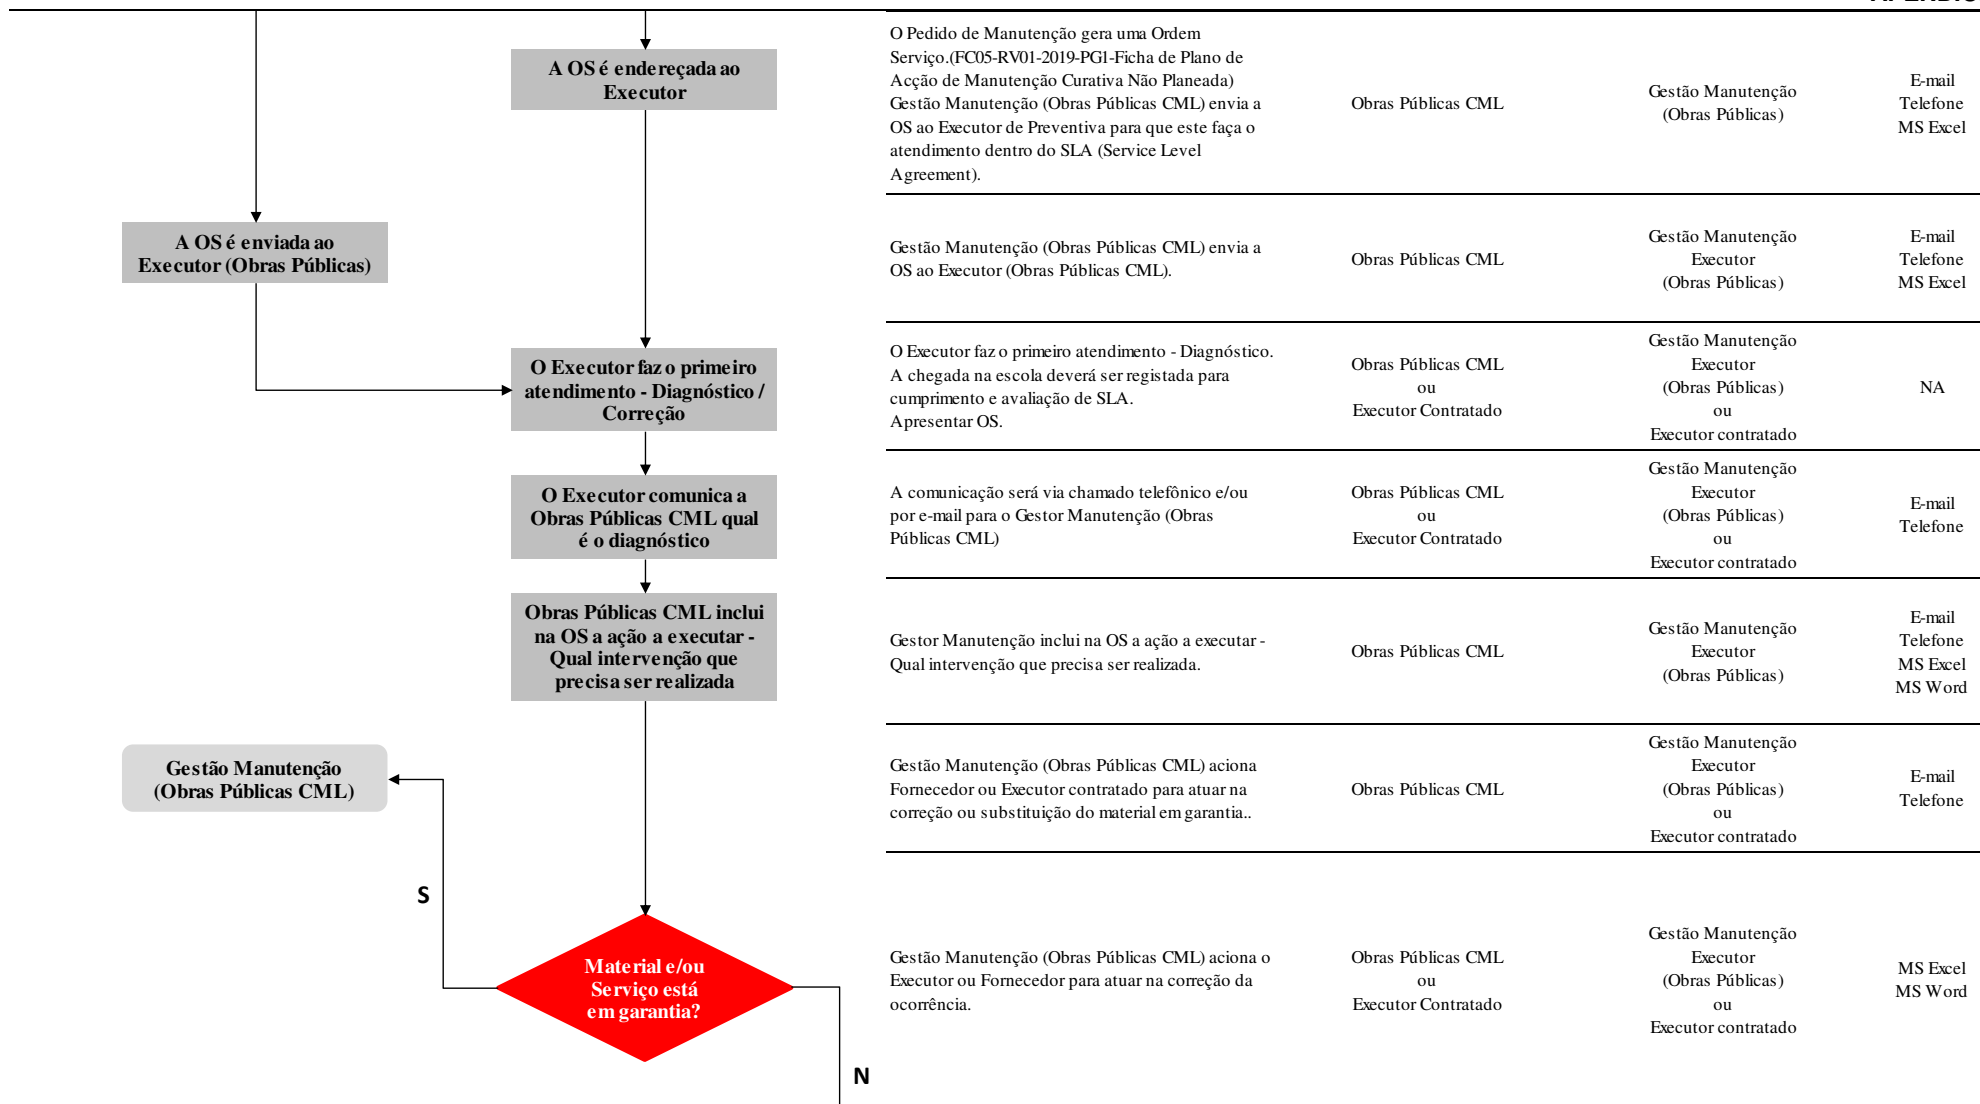 A OS é endereçada ao
Executor
O Pedido de Manutenção gera uma Ordem
Serviço.(FC05-RV01-2019-PG1-Ficha de Plano de
Acção de Manutenção Curativa Não Planeada)
Gestão Manutenção (Obras Públicas CML) envia a
OS ao Executor de Preventiva para que este faça o
atendimento dentro do SLA (Service Level
Agreement).
Obras Públicas CML
Gestão Manutenção
(Obras Públicas)
E-mail
Telefone
MS Excel
A OS é enviada ao
Executor (Obras Públicas)
Gestão Manutenção (Obras Públicas CML) envia a
OS ao Executor (Obras Públicas CML).
Obras Públicas CML
Gestão Manutenção
Executor
(Obras Públicas)
E-mail
Telefone
MS Excel
O Executor faz o primeiro
atendimento - Diagnóstico /
Correção
O Executor faz o primeiro atendimento - Diagnóstico.
A chegada na escola deverá ser registada para
cumprimento e avaliação de SLA.
Apresentar OS.
Obras Públicas CML
ou
Executor Contratado
Gestão Manutenção
Executor
(Obras Públicas)
ou
Executor contratado
NA
O Executor comunica a
Obras Públicas CML qual
é o diagnóstico
A comunicação será via chamado telefônico e/ou
por e-mail para o Gestor Manutenção (Obras
Públicas CML)
Obras Públicas CML
ou
Executor Contratado
Gestão Manutenção
Executor
(Obras Públicas)
ou
Executor contratado
E-mail
Telefone
Obras Públicas CML inclui
na OS a ação a executar -
Qual intervenção que
precisa ser realizada
Gestor Manutenção inclui na OS a ação a executar -
Qual intervenção que precisa ser realizada.
Obras Públicas CML
Gestão Manutenção
Executor
(Obras Públicas)
E-mail
Telefone
MS Excel
MS Word
Gestão Manutenção
(Obras Públicas CML)
Gestão Manutenção (Obras Públicas CML) aciona
Fornecedor ou Executor contratado para atuar na
correção ou substituição do material em garantia..
Obras Públicas CML
Gestão Manutenção
Executor
(Obras Públicas)
ou
Executor contratado
E-mail
Telefone
S
Material e/ou
Serviço está
em garantia?
Gestão Manutenção (Obras Públicas CML) aciona o
Executor ou Fornecedor para atuar na correção da
ocorrência.
Obras Públicas CML
ou
Executor Contratado
Gestão Manutenção
Executor
(Obras Públicas)
ou
Executor contratado
MS Excel
MS Word
N